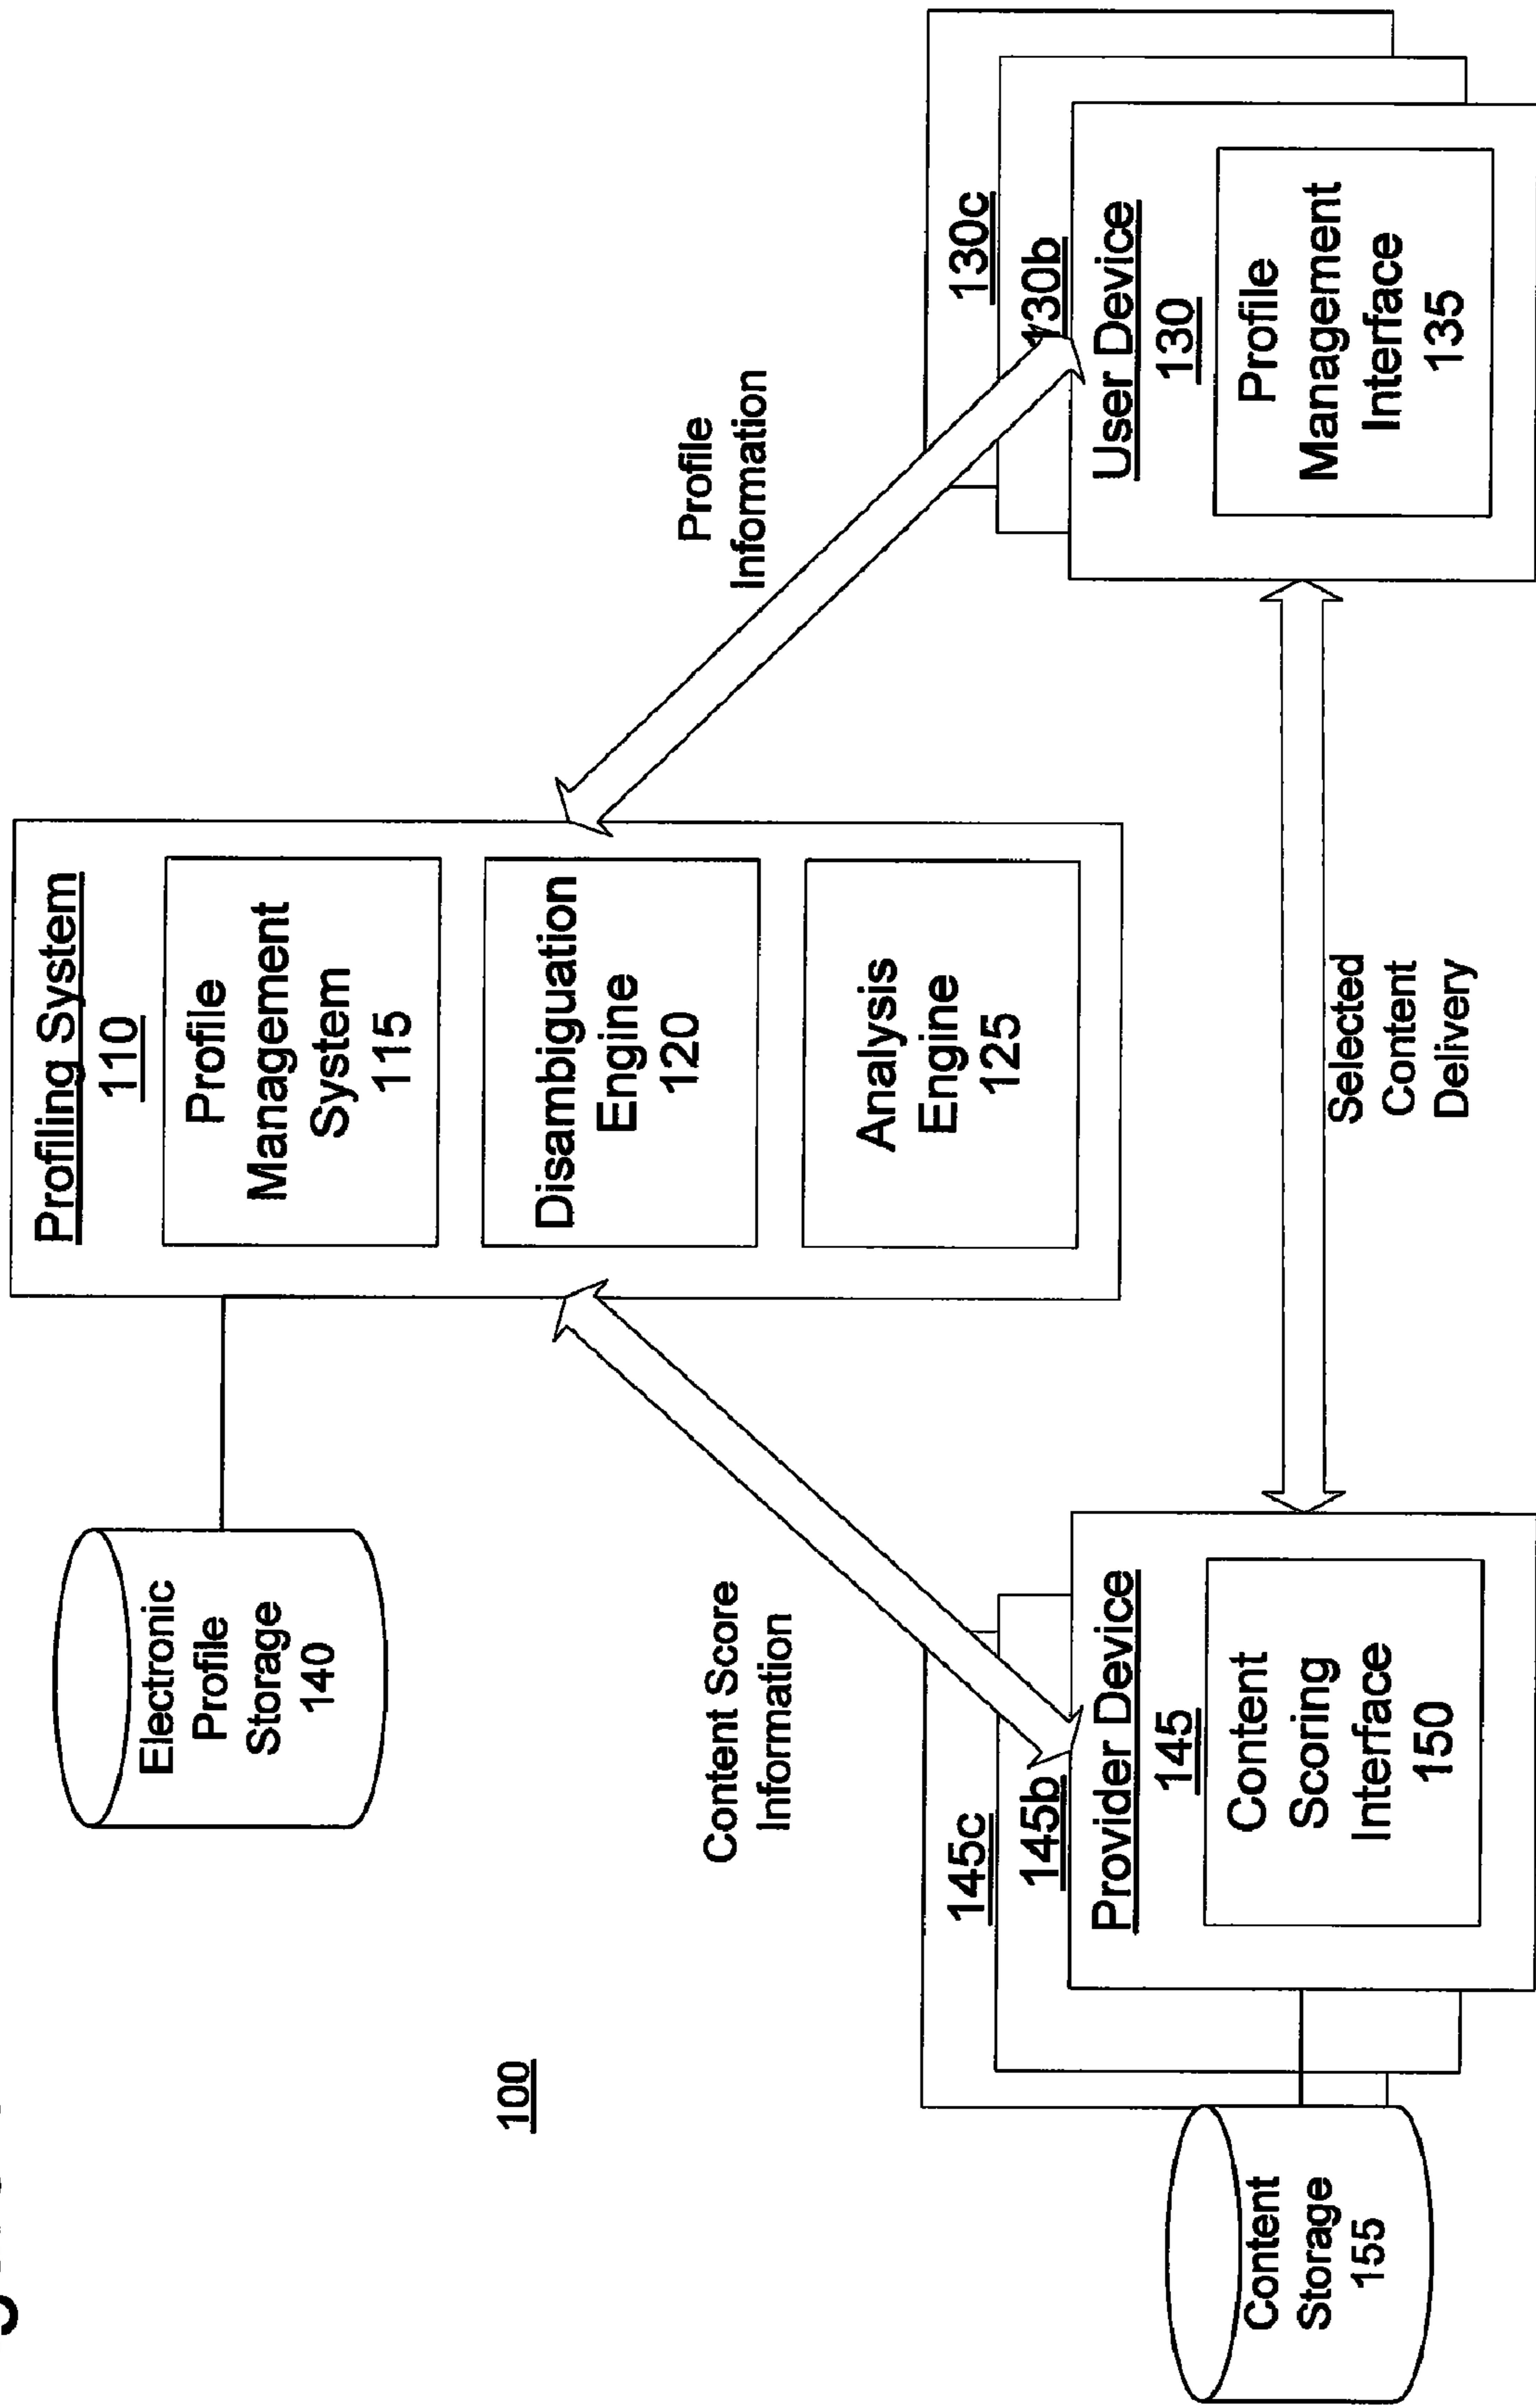 100
Electronic
Profile
Storage
140
Profiling System
110
Profile
Management
System
115
Disambiguation
Engine
120
Analysis
Engine
125
Content Score
Information
Profile
Information
145c
145b
Provider Device
145
Content
Scoring
Interface
150
Content
Storage
155
Selected
Content
Delivery
130c
130b
User Device
130
Profile
Management
Interface
135